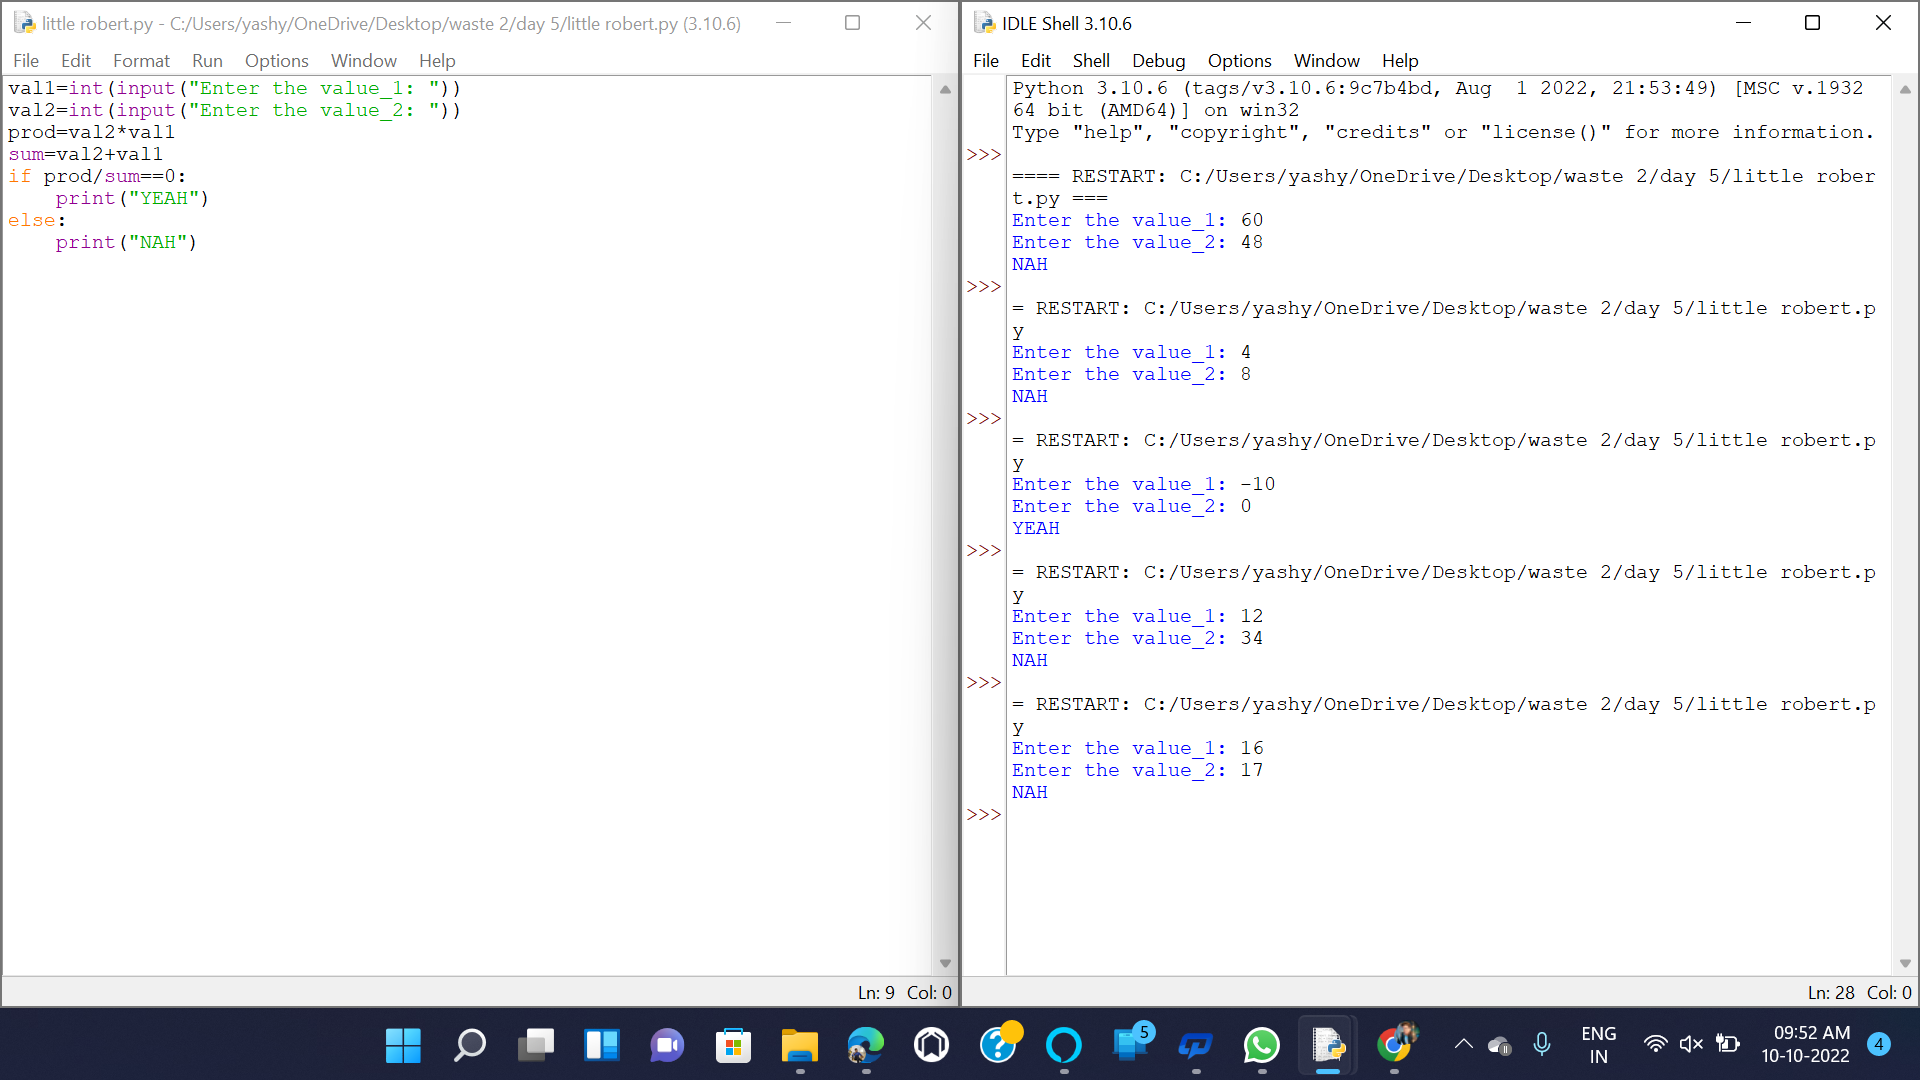 little robert.py - C:/Users/yashy/OneDrive/Desktop/waste 2/day 5/little robert.py (3.10.6)
File Edit Format Run Options Window Help
val1=int(input("Enter the value_1: "))
val2=int(input("Enter the value_2: "))
prod=val2*val1
sum=val2+val1
if prod/sum==0:
    print("YEAH")
else:
    print("NAH")
Ln: 9 Col: 0
IDLE Shell 3.10.6
File Edit Shell Debug Options Window Help
Python 3.10.6 (tags/v3.10.6:9c7b4bd, Aug  1 2022, 21:53:49) [MSC v.1932
64 bit (AMD64)] on win32
Type "help", "copyright", "credits" or "license()" for more information.
>>>
==== RESTART: C:/Users/yashy/OneDrive/Desktop/waste 2/day 5/little rober
t.py ===
Enter the value_1: 60
Enter the value_2: 48
NAH
>>>
= RESTART: C:/Users/yashy/OneDrive/Desktop/waste 2/day 5/little robert.p
y
Enter the value_1: 4
Enter the value_2: 8
NAH
>>>
= RESTART: C:/Users/yashy/OneDrive/Desktop/waste 2/day 5/little robert.p
y
Enter the value_1: -10
Enter the value_2: 0
YEAH
>>>
= RESTART: C:/Users/yashy/OneDrive/Desktop/waste 2/day 5/little robert.p
y
Enter the value_1: 12
Enter the value_2: 34
NAH
>>>
= RESTART: C:/Users/yashy/OneDrive/Desktop/waste 2/day 5/little robert.p
y
Enter the value_1: 16
Enter the value_2: 17
NAH
>>>
Ln: 28 Col: 0
5
ENG
IN
09:52 AM
10-10-2022
4